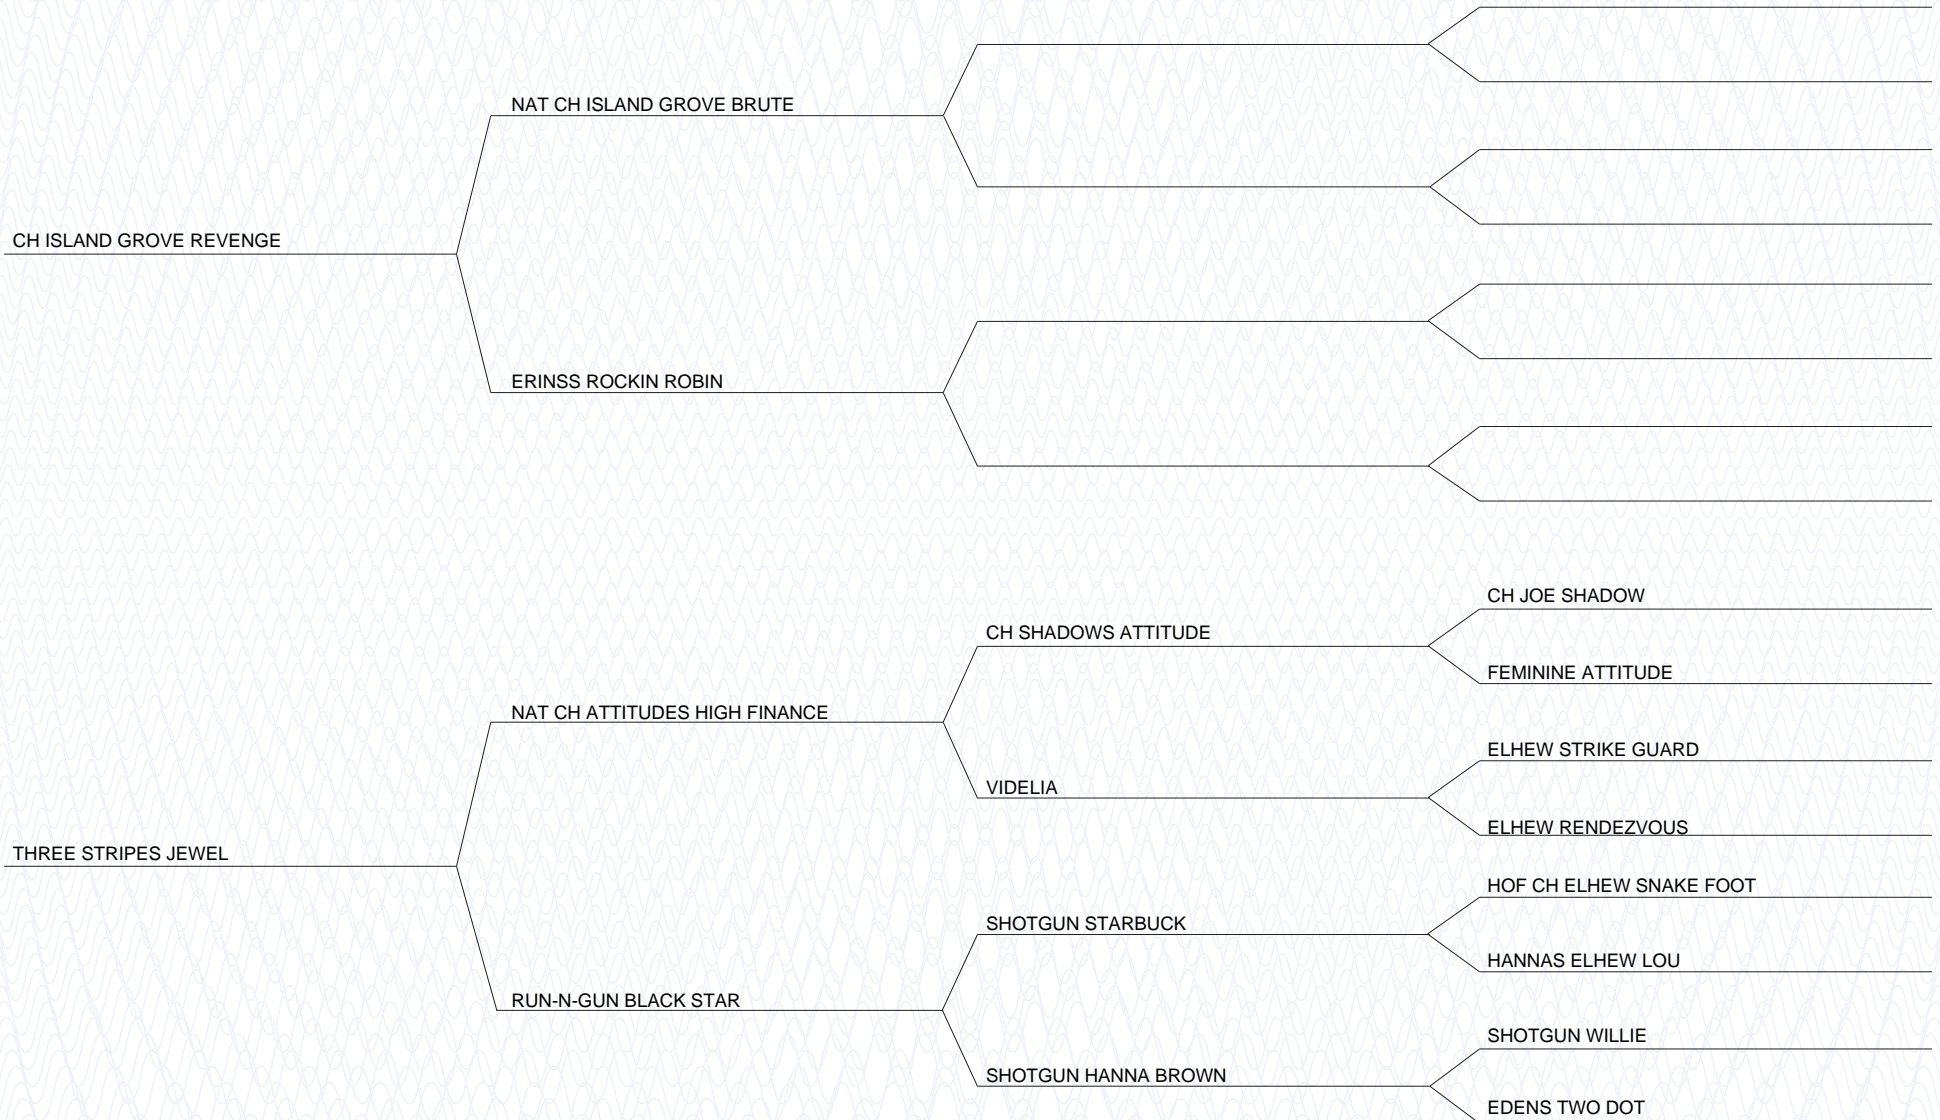 NAT CH ISLAND GROVE BRUTE
CH ISLAND GROVE REVENGE
ERINSS ROCKIN ROBIN
CH JOE SHADOW
CH SHADOWS ATTITUDE
FEMININE ATTITUDE
NAT CH ATTITUDES HIGH FINANCE
ELHEW STRIKE GUARD
VIDELIA
ELHEW RENDEZVOUS
THREE STRIPES JEWEL
HOF CH ELHEW SNAKE FOOT
SHOTGUN STARBUCK
HANNAS ELHEW LOU
RUN-N-GUN BLACK STAR
SHOTGUN WILLIE
SHOTGUN HANNA BROWN
EDENS TWO DOT